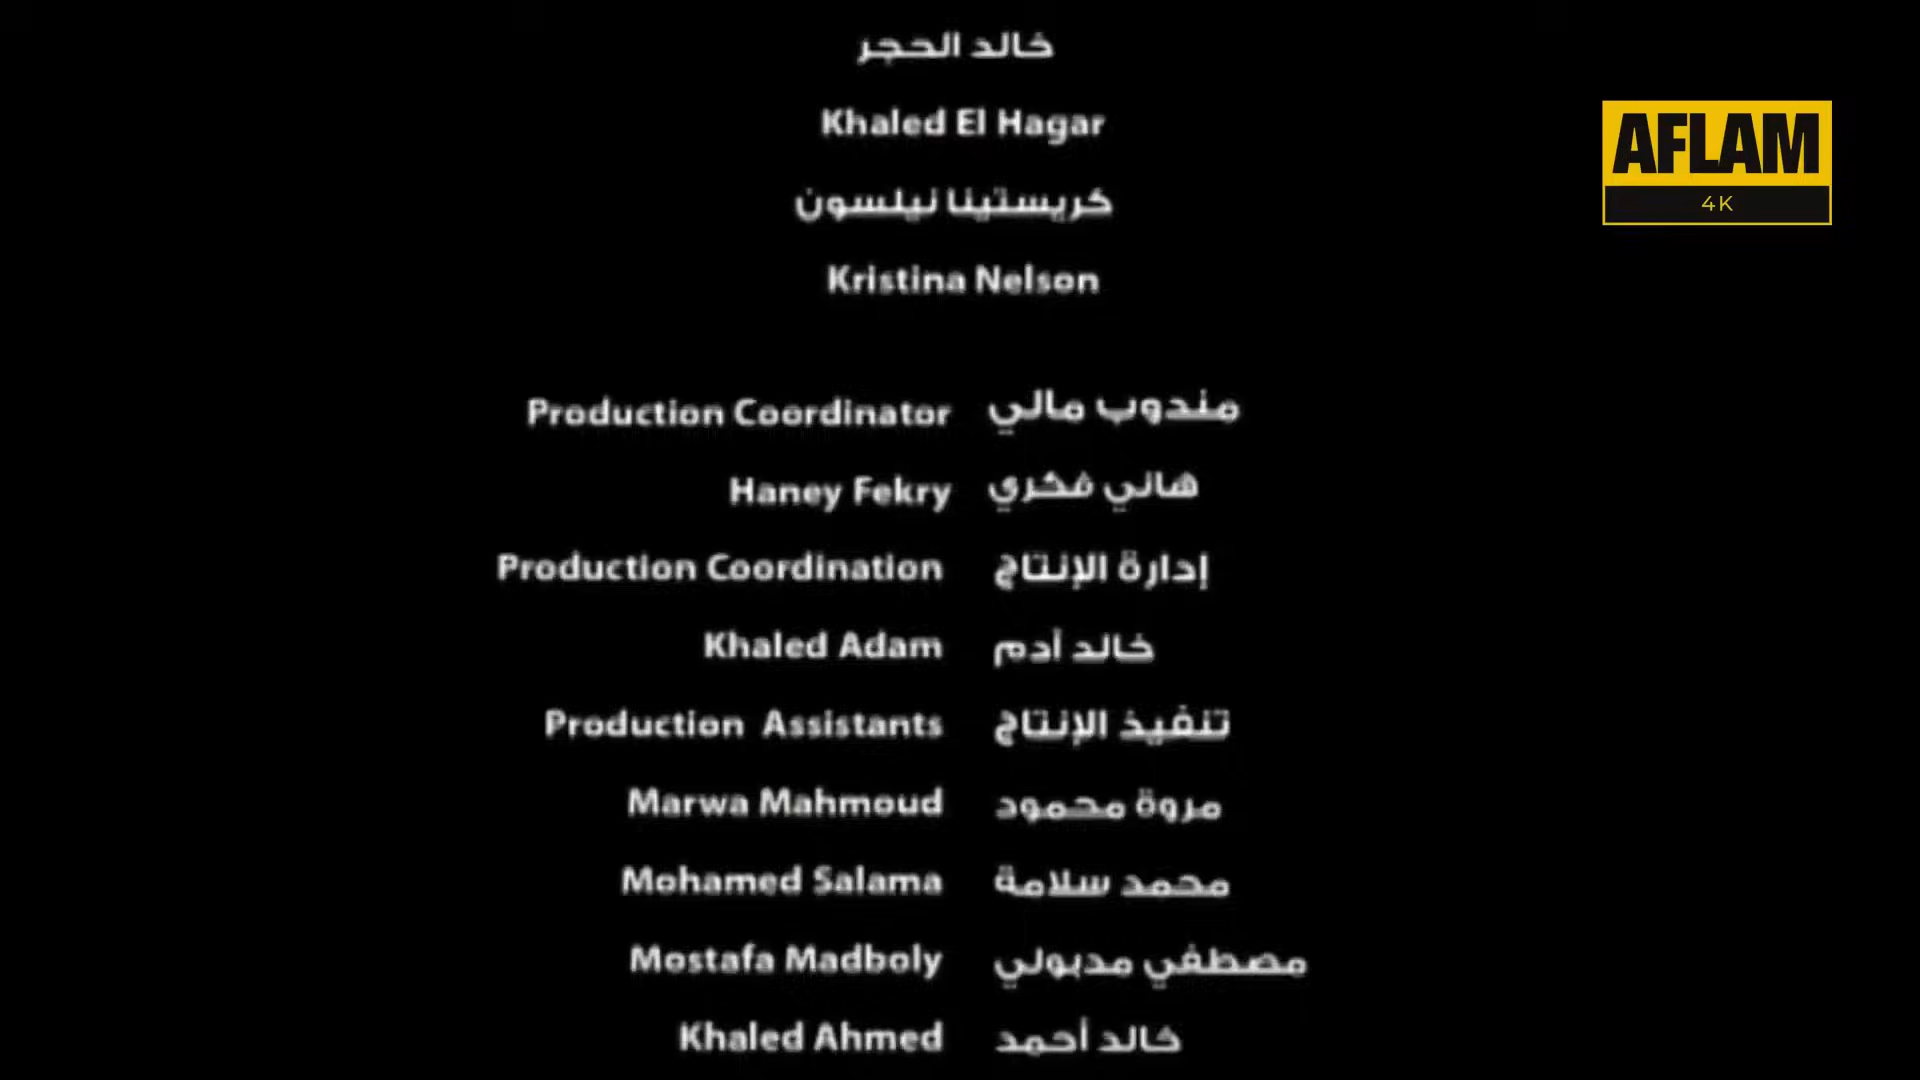 خالد الحجر
Khaled El Hagar
كريستينا نيلسون
Kristina Nelson
AFLAM
4K
Production Coordinator مندوب مالي
Haney Fekry هاني فكري
Production Coordination إدارة الإنتاج
Khaled Adam خالد أدم
Production Assistants تنفيذ الإنتاج
Marwa Mahmoud مروة محمود
Mohamed Salama محمد سلامة
Mostafa Madboly مصطفي مدبولي
Khaled Ahmed خالد أحمد